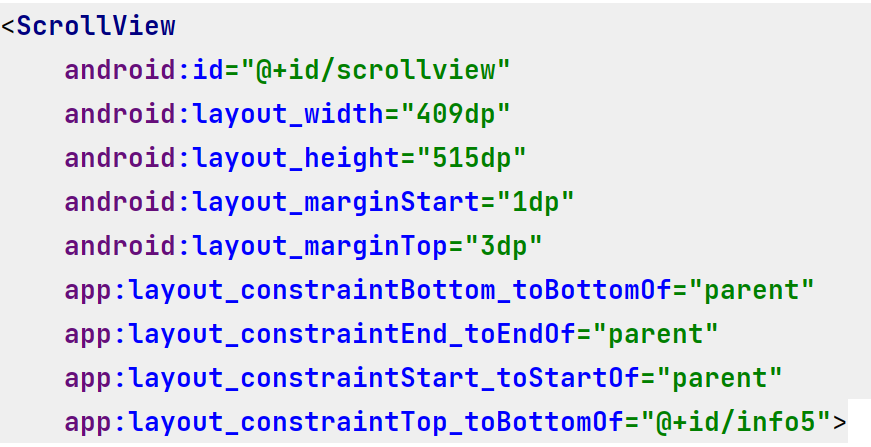 <ScrollView
    android:id="@+id/scrollview"
    android:layout_width="409dp"
    android:layout_height="515dp"
    android:layout_marginStart="1dp"
    android:layout_marginTop="3dp"
    app:layout_constraintBottom_toBottomOf="parent"
    app:layout_constraintEnd_toEndOf="parent"
    app:layout_constraintStart_toStartOf="parent"
    app:layout_constraintTop_toBottomOf="@+id/info5">